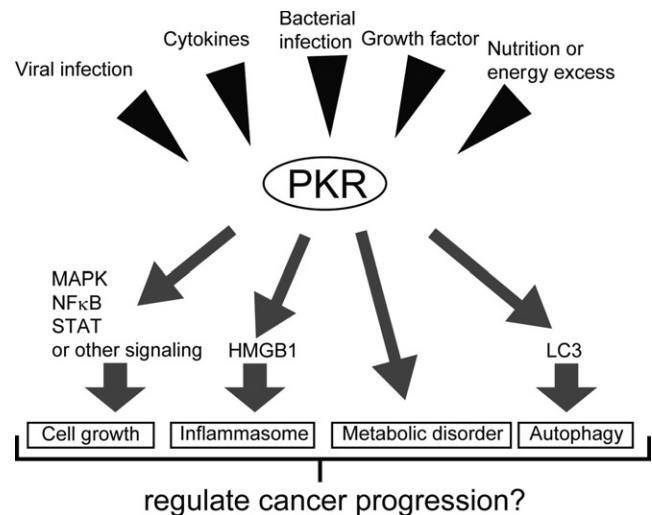 Viral infection
Cytokines
Bacterial
infection
Growth factor
Nutrition or
energy excess
PKR
MAPK
NFκB
STAT
or other signaling
HMGB1
LC3
Cell growth
Inflammasome
Metabolic disorder
Autophagy
regulate cancer progression?